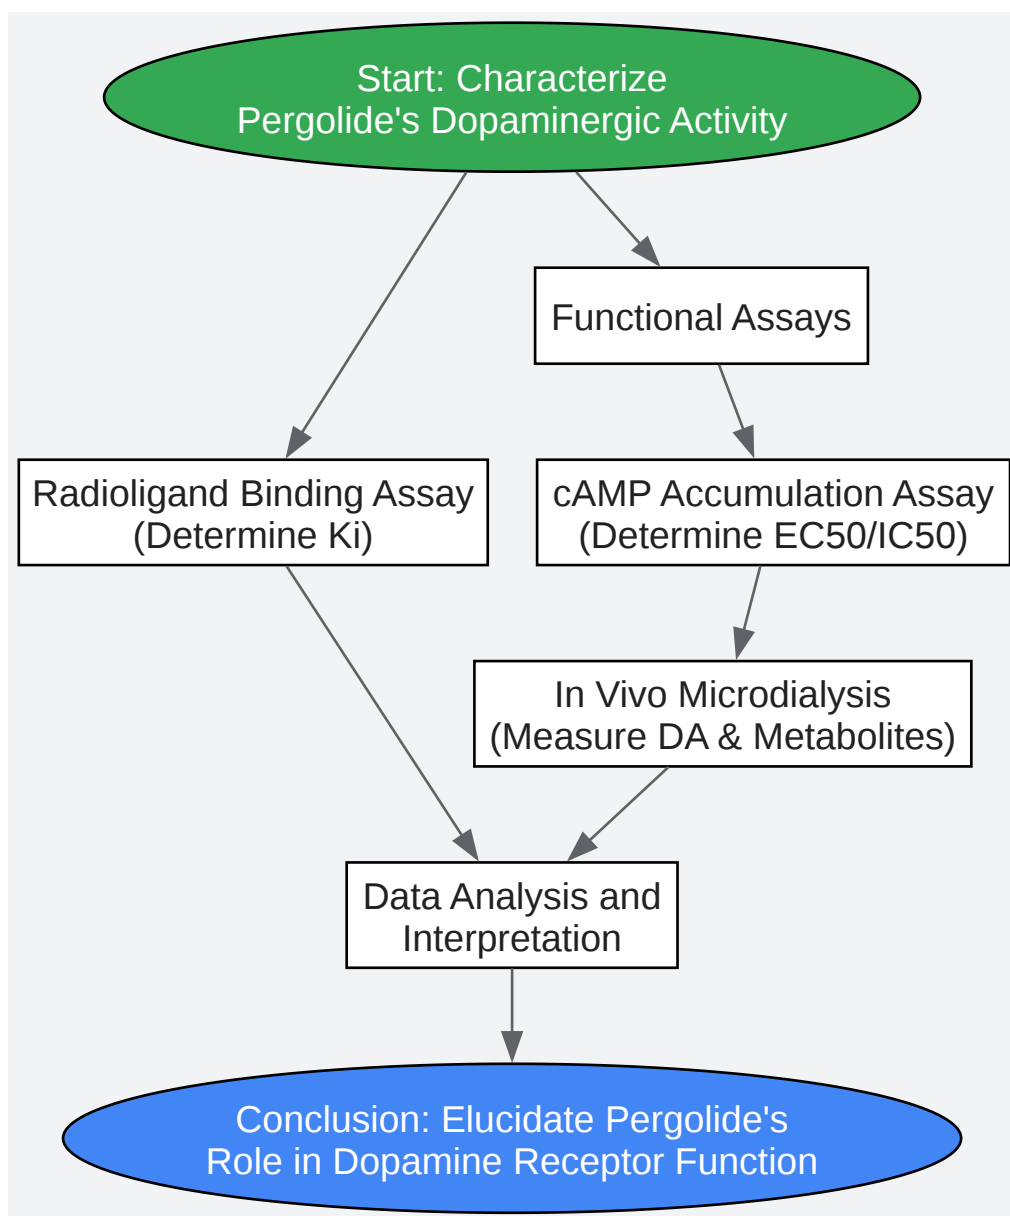 Start: Characterize
Pergolide's Dopaminergic Activity
Functional Assays
Radioligand Binding Assay
(Determine Ki)
cAMP Accumulation Assay
(Determine EC50/IC50)
In Vivo Microdialysis
(Measure DA & Metabolites)
Data Analysis and
Interpretation
Conclusion: Elucidate Pergolide's
Role in Dopamine Receptor Function